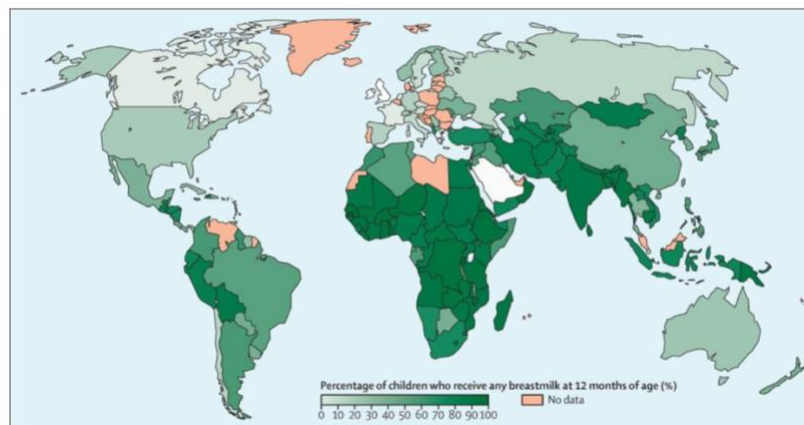 Percentage of children who receive any breastmilk at 12 months of age (%)
0 10 20 30 40 50 60 70 80 90 100
No data